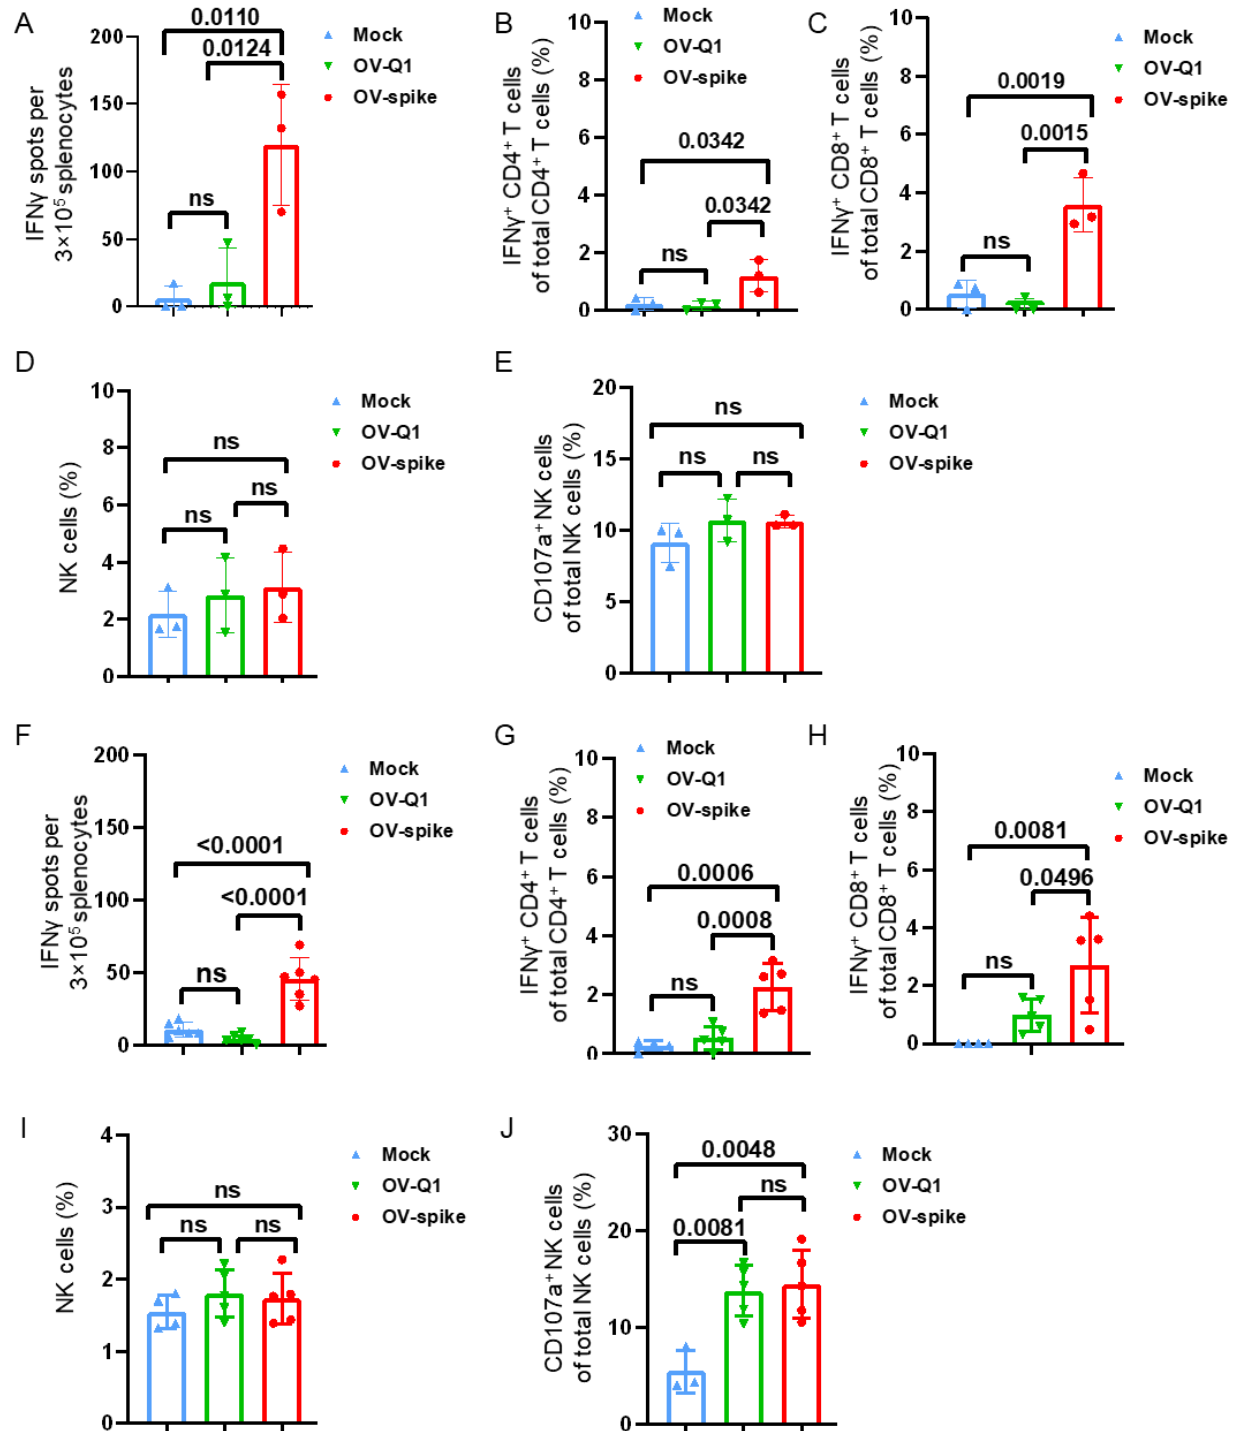 A
0.0110
200
0.0124
150
100
50
0
ns
IFNγ spots per
3×10⁵ splenocytes
Mock
OV-Q1
OV-spike
B
10
8
6
4
2
0
0.0342
0.0342
ns
IFNγ⁺ CD4⁺ T cells
of total CD4⁺ T cells (%)
Mock
OV-Q1
OV-spike
C
10
8
6
4
2
0
0.0019
0.0015
ns
IFNγ⁺ CD8⁺ T cells
of total CD8⁺ T cells (%)
Mock
OV-Q1
OV-spike
D
10
8
6
4
2
0
ns
ns
ns
NK cells (%)
Mock
OV-Q1
OV-spike
E
20
15
10
5
0
ns
ns
ns
CD107a⁺ NK cells
of total NK cells (%)
Mock
OV-Q1
OV-spike
F
200
150
100
50
0
<0.0001
<0.0001
ns
IFNγ spots per
3×10⁵ splenocytes
Mock
OV-Q1
OV-spike
G
10
8
6
4
2
0
0.0006
0.0008
ns
IFNγ⁺ CD4⁺ T cells
of total CD4⁺ T cells (%)
Mock
OV-Q1
OV-spike
H
10
8
6
4
2
0
0.0081
0.0496
ns
IFNγ⁺ CD8⁺ T cells
of total CD8⁺ T cells (%)
Mock
OV-Q1
OV-spike
I
4
3
2
1
0
ns
ns
ns
NK cells (%)
Mock
OV-Q1
OV-spike
J
30
20
10
0
0.0048
ns
0.0081
CD107a⁺ NK cells
of total NK cells (%)
Mock
OV-Q1
OV-spike